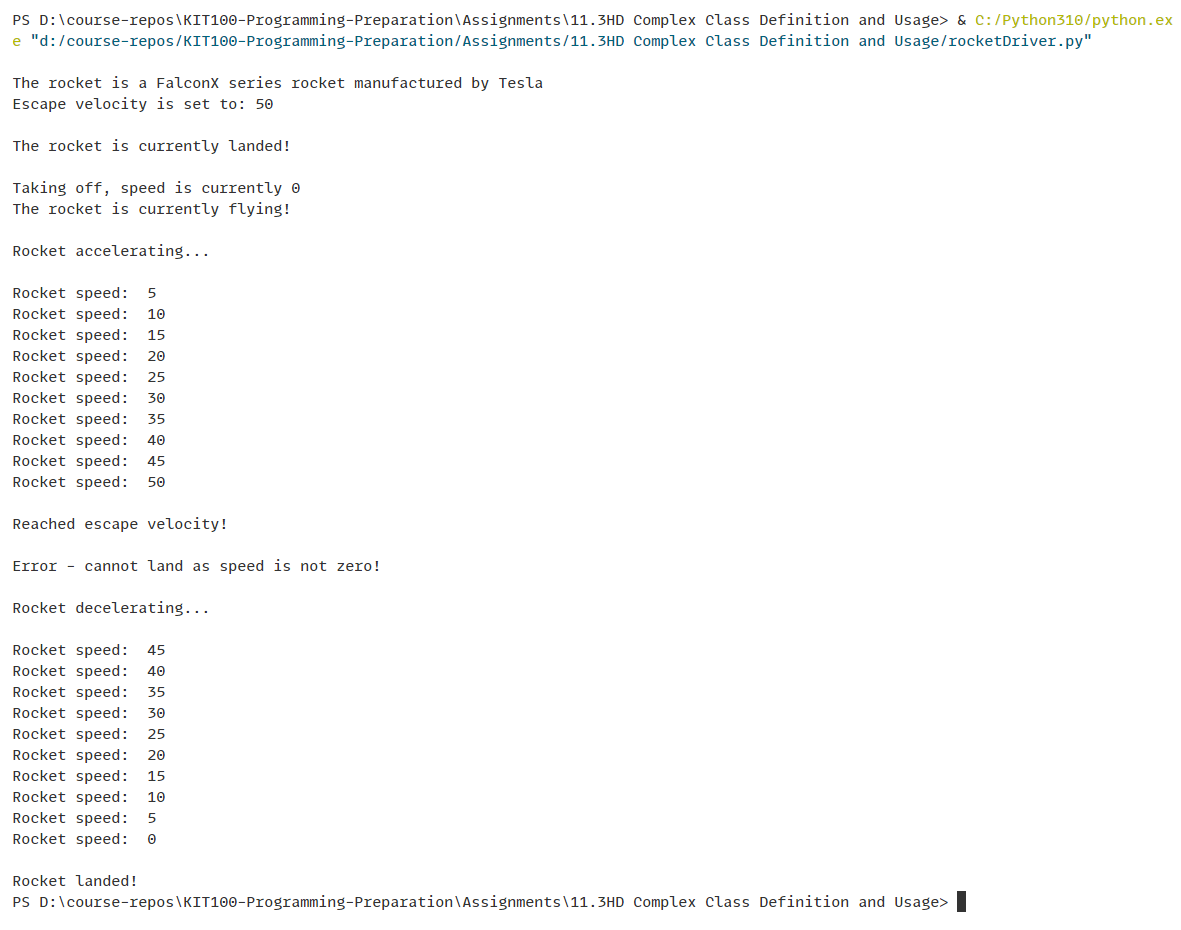 PS D:\course-repos\KIT100-Programming-Preparation\Assignments\11.3HD Complex Class Definition and Usage> & C:/Python310/python.ex
e "d:/course-repos/KIT100-Programming-Preparation/Assignments/11.3HD Complex Class Definition and Usage/rocketDriver.py"
The rocket is a FalconX series rocket manufactured by Tesla
Escape velocity is set to: 50
The rocket is currently landed!
Taking off, speed is currently 0
The rocket is currently flying!
Rocket accelerating...
Rocket speed:  5
Rocket speed:  10
Rocket speed:  15
Rocket speed:  20
Rocket speed:  25
Rocket speed:  30
Rocket speed:  35
Rocket speed:  40
Rocket speed:  45
Rocket speed:  50
Reached escape velocity!
Error - cannot land as speed is not zero!
Rocket decelerating...
Rocket speed:  45
Rocket speed:  40
Rocket speed:  35
Rocket speed:  30
Rocket speed:  25
Rocket speed:  20
Rocket speed:  15
Rocket speed:  10
Rocket speed:  5
Rocket speed:  0
Rocket landed!
PS D:\course-repos\KIT100-Programming-Preparation\Assignments\11.3HD Complex Class Definition and Usage>